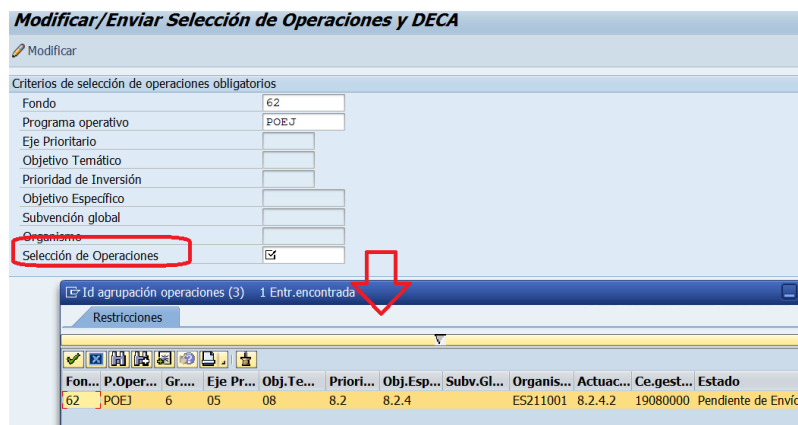 Modificar/Enviar Selección de Operaciones y DECA
Modificar
Criterios de selección de operaciones obligatorios
Fondo 62
Programa operativo POEJ
Eje Prioritario
Objetivo Temático
Prioridad de Inversión
Objetivo Específico
Subvención global
Organismo
Selección de Operaciones
Id agrupación operaciones (3) 1 Entr.encontrada
Restricciones
Fon... P.Oper... Gr.... Eje Pr... Obj.Te... Priori... Obj.Esp... Subv.Gl... Organis... Actuac... Ce.gest... Estado
62 POEJ 6 05 08 8.2 8.2.4 ES211001 8.2.4.2 19080000 Pendiente de Envío